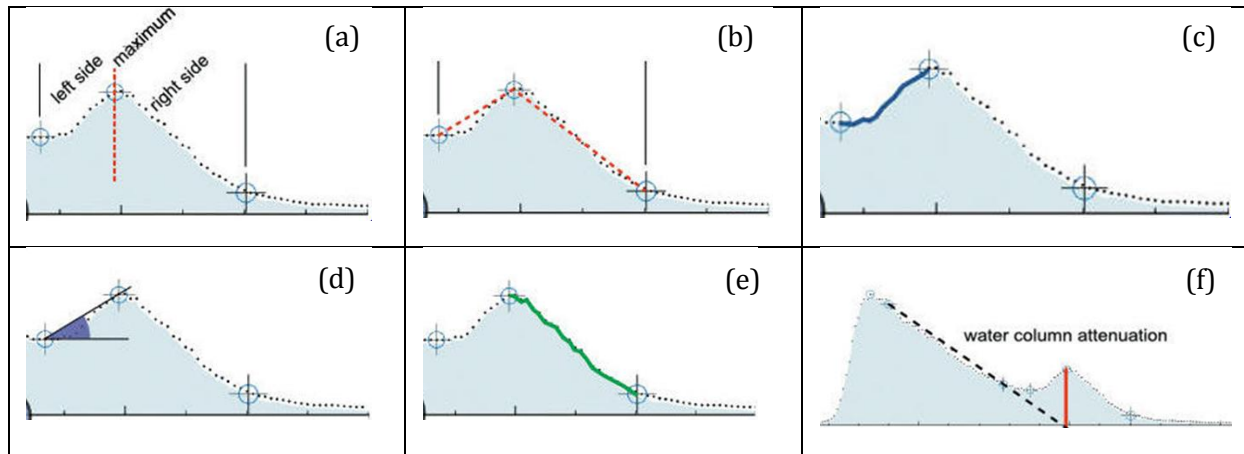 (a)
left side
maximum
right side
(b)
(c)
(d)
(e)
(f)
water column attenuation